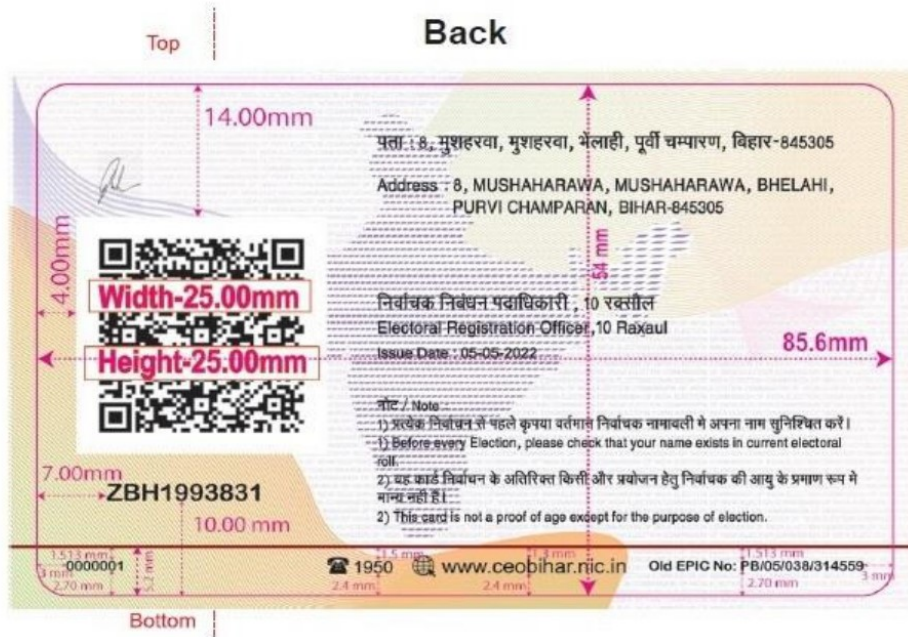 Back
Top
14.00mm
पता : 8, मुशहरवा, मुशहरवा, भेलाही, पूर्वी चम्पारण, बिहार-845305
Address : 8, MUSHAHARAWA, MUSHAHARAWA, BHELAHI,
PURVI CHAMPARAN, BIHAR-845305
4.00mm
54 mm
Width-25.00mm
निर्वाचक निबंधन पदाधिकारी , 10 रक्सौल
Electoral Registration Officer,10 Raxaul
Height-25.00mm
Issue Date : 05-05-2022
85.6mm
नोट / Note
1) प्रत्येक निर्वाचन से पहले कृपया वर्तमान निर्वाचक नामावली मे अपना नाम सुनिश्चित करें।
1) Before every Election, please check that your name exists in current electoral
roll.
2) यह कार्ड निर्वाचन के अतिरिक्त किसी और प्रयोजन हेतु निर्वाचक की आयु के प्रमाण रूप मे
मान्य नही है।
2) This card is not a proof of age except for the purpose of election.
7.00mm
ZBH1993831
10.00 mm
1.513 mm
1.5 mm
1.3 mm
1.513 mm
0000001
1950
www.ceobihar.nic.in
Old EPIC No: PB/05/038/314559
3 mm
2.70 mm
5.2 mm
2.4 mm
2.4 mm
2.70 mm
3 mm
Bottom